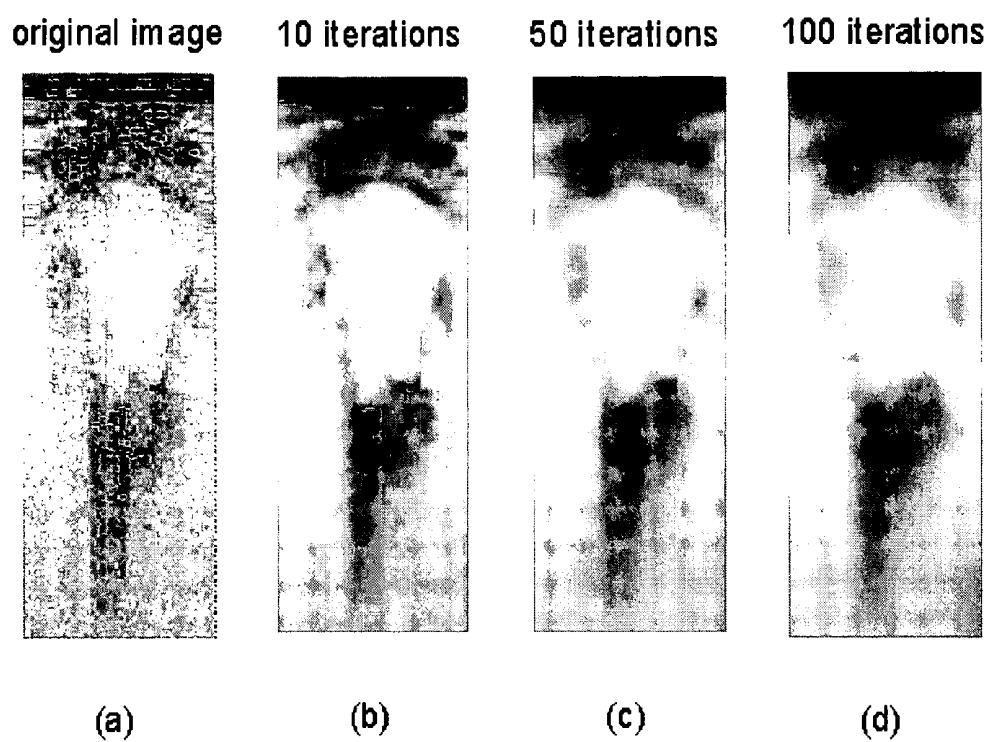 original image
10 iterations
50 iterations
100 iterations
(a)
(b)
(c)
(d)